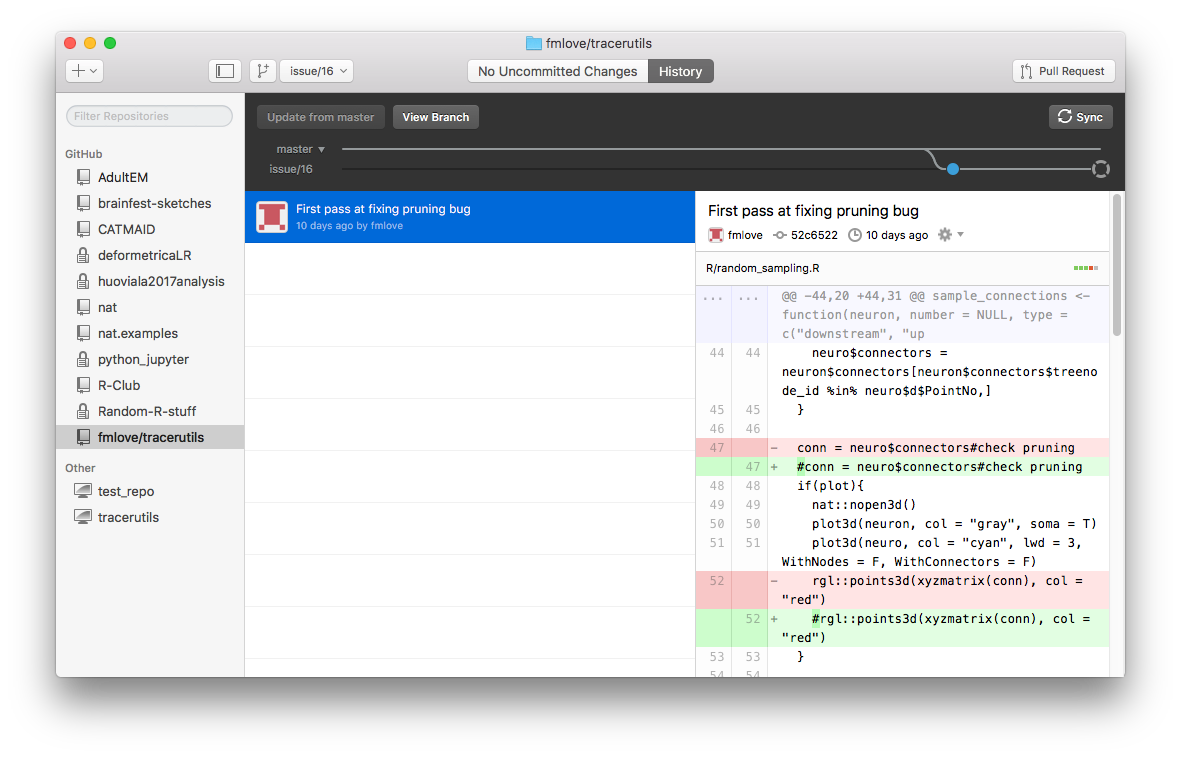 fmlove/tracerutils
issue/16
No Uncommitted Changes
History
Pull Request
Filter Repositories
GitHub
AdultEM
brainfest-sketches
CATMAID
deformetricaLR
huoviala2017analysis
nat
nat.examples
python_jupyter
R-Club
Random-R-stuff
fmlove/tracerutils
Other
test_repo
tracerutils
Update from master
View Branch
Sync
master
issue/16
First pass at fixing pruning bug
10 days ago by fmlove
First pass at fixing pruning bug
fmlove 52c6522 10 days ago
R/random_sampling.R
... ... @@ -44,20 +44,31 @@ sample_connections <-
function(neuron, number = NULL, type =
c("downstream", "up
44 44 neuro$connectors =
neuron$connectors[neuron$connectors$treeno
de_id %in% neuro$d$PointNo,]
45 45 }
46 46
47 - conn = neuro$connectors#check pruning
47 + #conn = neuro$connectors#check pruning
48 48 if(plot){
49 49 nat::nopen3d()
50 50 plot3d(neuron, col = "gray", soma = T)
51 51 plot3d(neuro, col = "cyan", lwd = 3,
WithNodes = F, WithConnectors = F)
52 - rgl::points3d(xyzmatrix(conn), col =
"red")
52 + #rgl::points3d(xyzmatrix(conn), col =
"red")
53 53 }
54 54